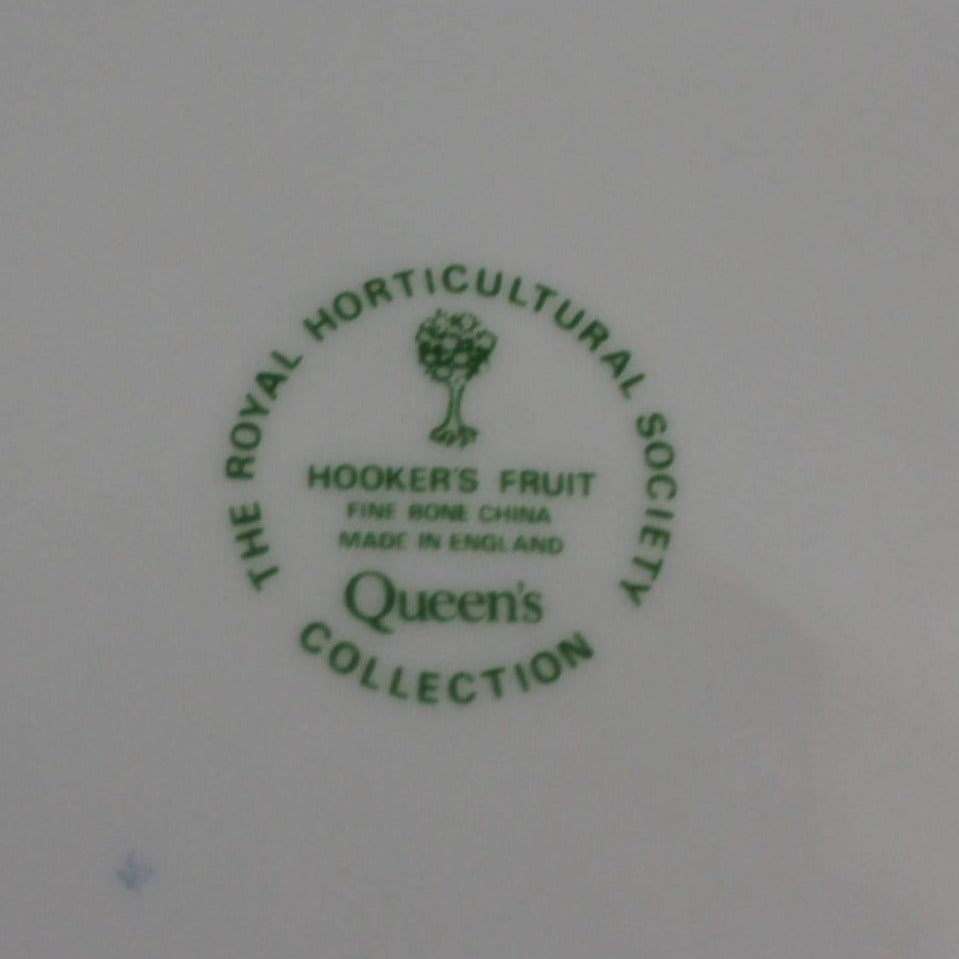 THE ROYAL HORTICULTURAL SOCIETY
HOOKER'S FRUIT
FINE BONE CHINA
MADE IN ENGLAND
Queen's
COLLECTION